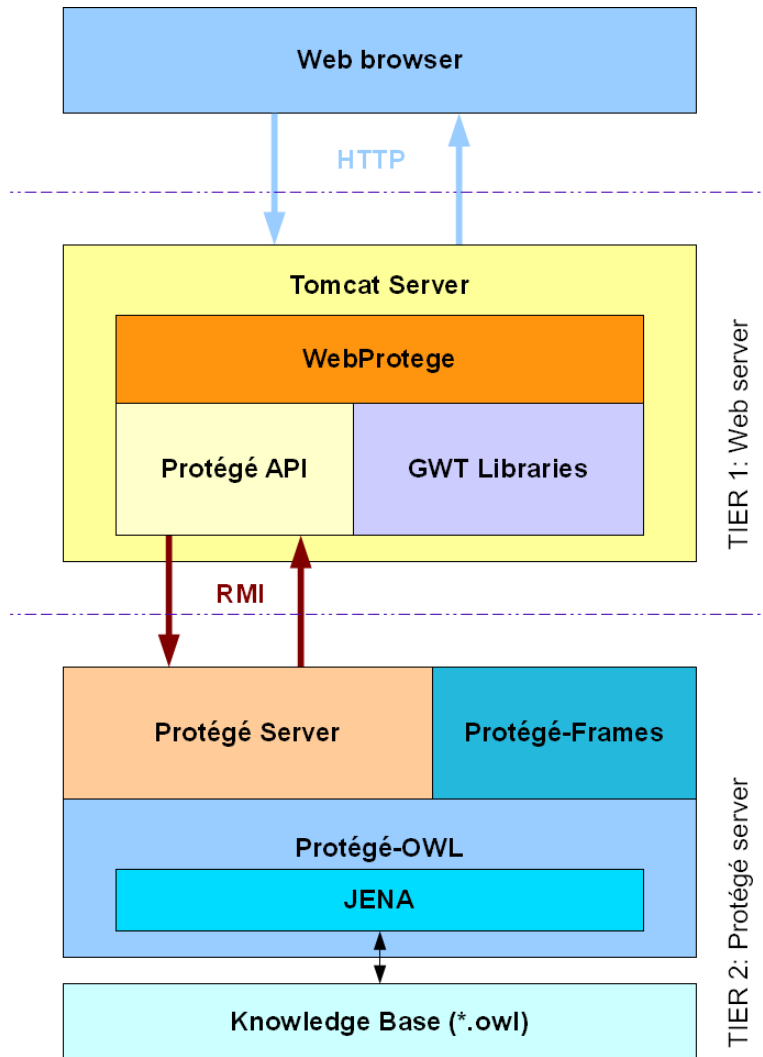 Web browser
HTTP
Tomcat Server
WebProtege
Protégé API
GWT Libraries
TIER 1: Web server
RMI
Protégé Server
Protégé-Frames
Protégé-OWL
JENA
TIER 2: Protégé server
Knowledge Base (*.owl)